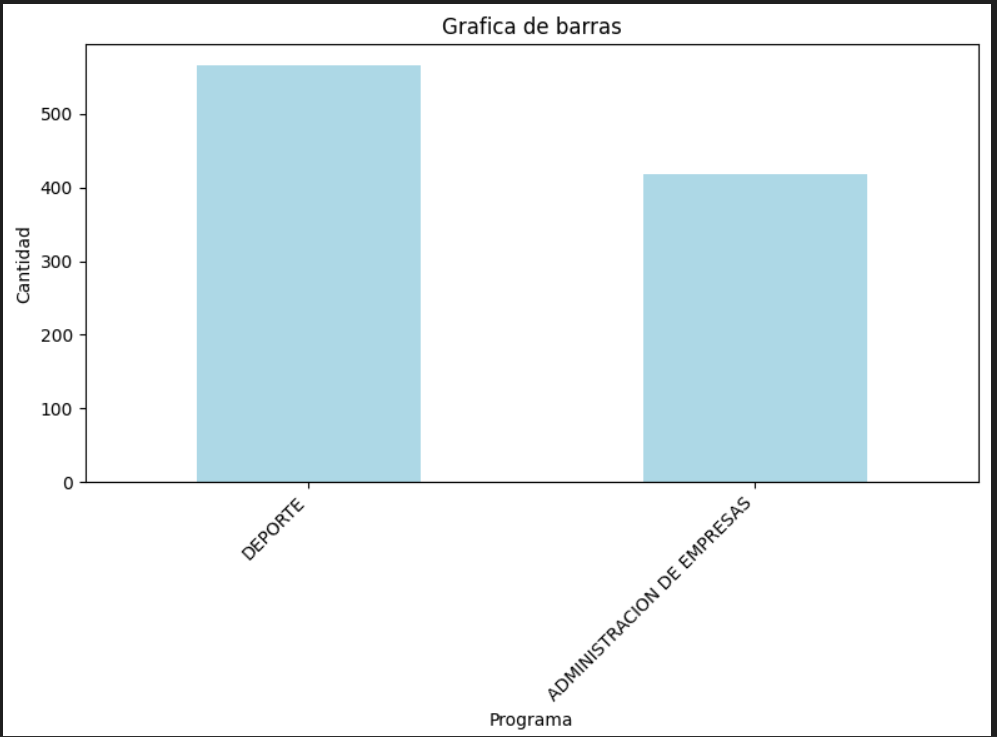 Grafica de barras
500
400
300
200
100
0
Cantidad
DEPORTE
ADMINISTRACION DE EMPRESAS
Programa